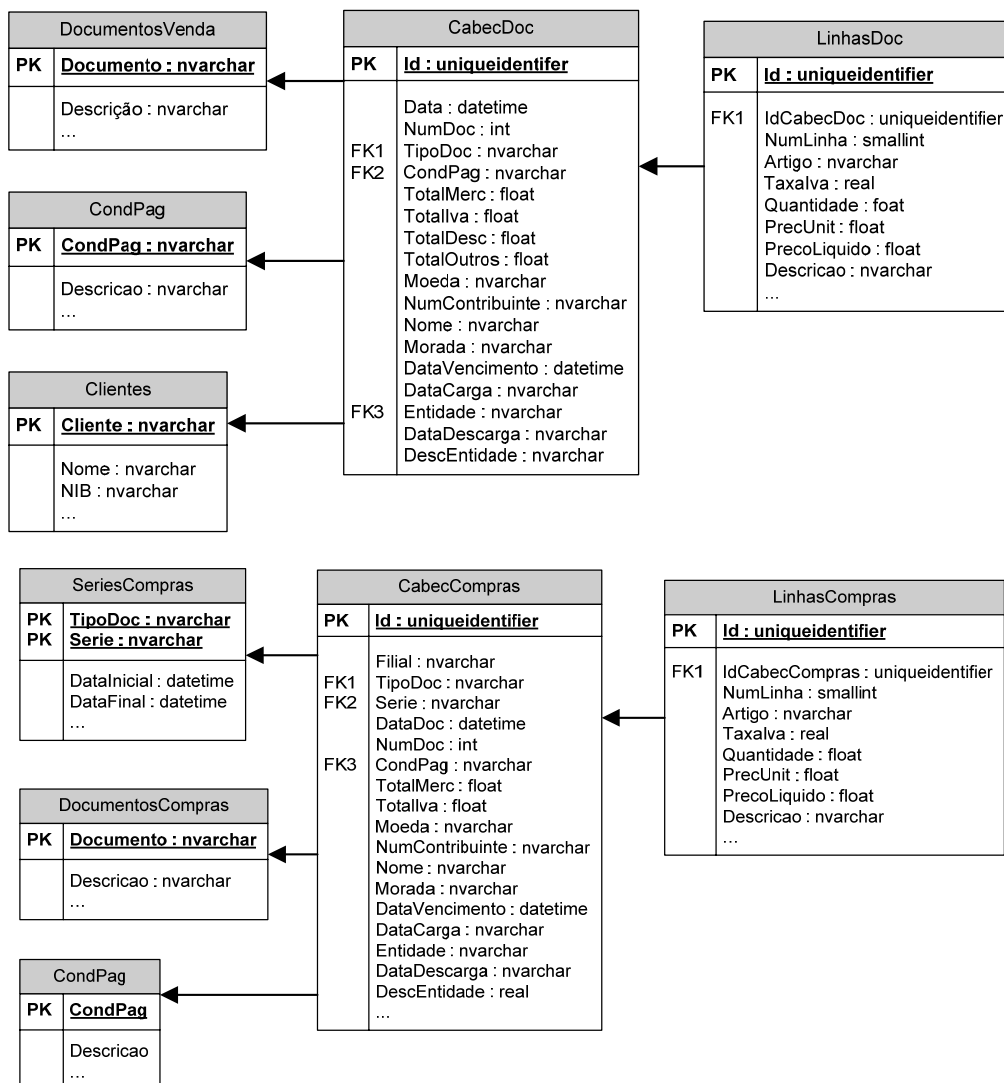 DocumentosVenda
PK Documento : nvarchar
Descrição : nvarchar
...
CondPag
PK CondPag : nvarchar
Descricao : nvarchar
...
Clientes
PK Cliente : nvarchar
Nome : nvarchar
NIB : nvarchar
...
CabecDoc
PK Id : uniqueidentifer
Data : datetime
NumDoc : int
FK1 TipoDoc : nvarchar
FK2 CondPag : nvarchar
TotalMerc : float
TotalIva : float
TotalDesc : float
TotalOutros : float
Moeda : nvarchar
NumContribuinte : nvarchar
Nome : nvarchar
Morada : nvarchar
DataVencimento : datetime
DataCarga : nvarchar
FK3 Entidade : nvarchar
DataDescarga : nvarchar
DescEntidade : nvarchar
LinhasDoc
PK Id : uniqueidentifier
FK1 IdCabecDoc : uniqueidentifier
NumLinha : smallint
Artigo : nvarchar
TaxaIva : real
Quantidade : foat
PrecUnit : float
PrecoLiquido : float
Descricao : nvarchar
...
SeriesCompras
PK TipoDoc : nvarchar
PK Serie : nvarchar
DataInicial : datetime
DataFinal : datetime
...
DocumentosCompras
PK Documento : nvarchar
Descricao : nvarchar
...
CondPag
PK CondPag
Descricao
...
CabecCompras
PK Id : uniqueidentifier
Filial : nvarchar
FK1 TipoDoc : nvarchar
FK2 Serie : nvarchar
DataDoc : datetime
NumDoc : int
FK3 CondPag : nvarchar
TotalMerc : float
TotalIva : float
Moeda : nvarchar
NumContribuinte : nvarchar
Nome : nvarchar
Morada : nvarchar
DataVencimento : datetime
DataCarga : nvarchar
Entidade : nvarchar
DataDescarga : nvarchar
DescEntidade : real
...
LinhasCompras
PK Id : uniqueidentifier
FK1 IdCabecCompras : uniqueidentifier
NumLinha : smallint
Artigo : nvarchar
TaxaIva : real
Quantidade : float
PrecUnit : float
PrecoLiquido : float
Descricao : nvarchar
...